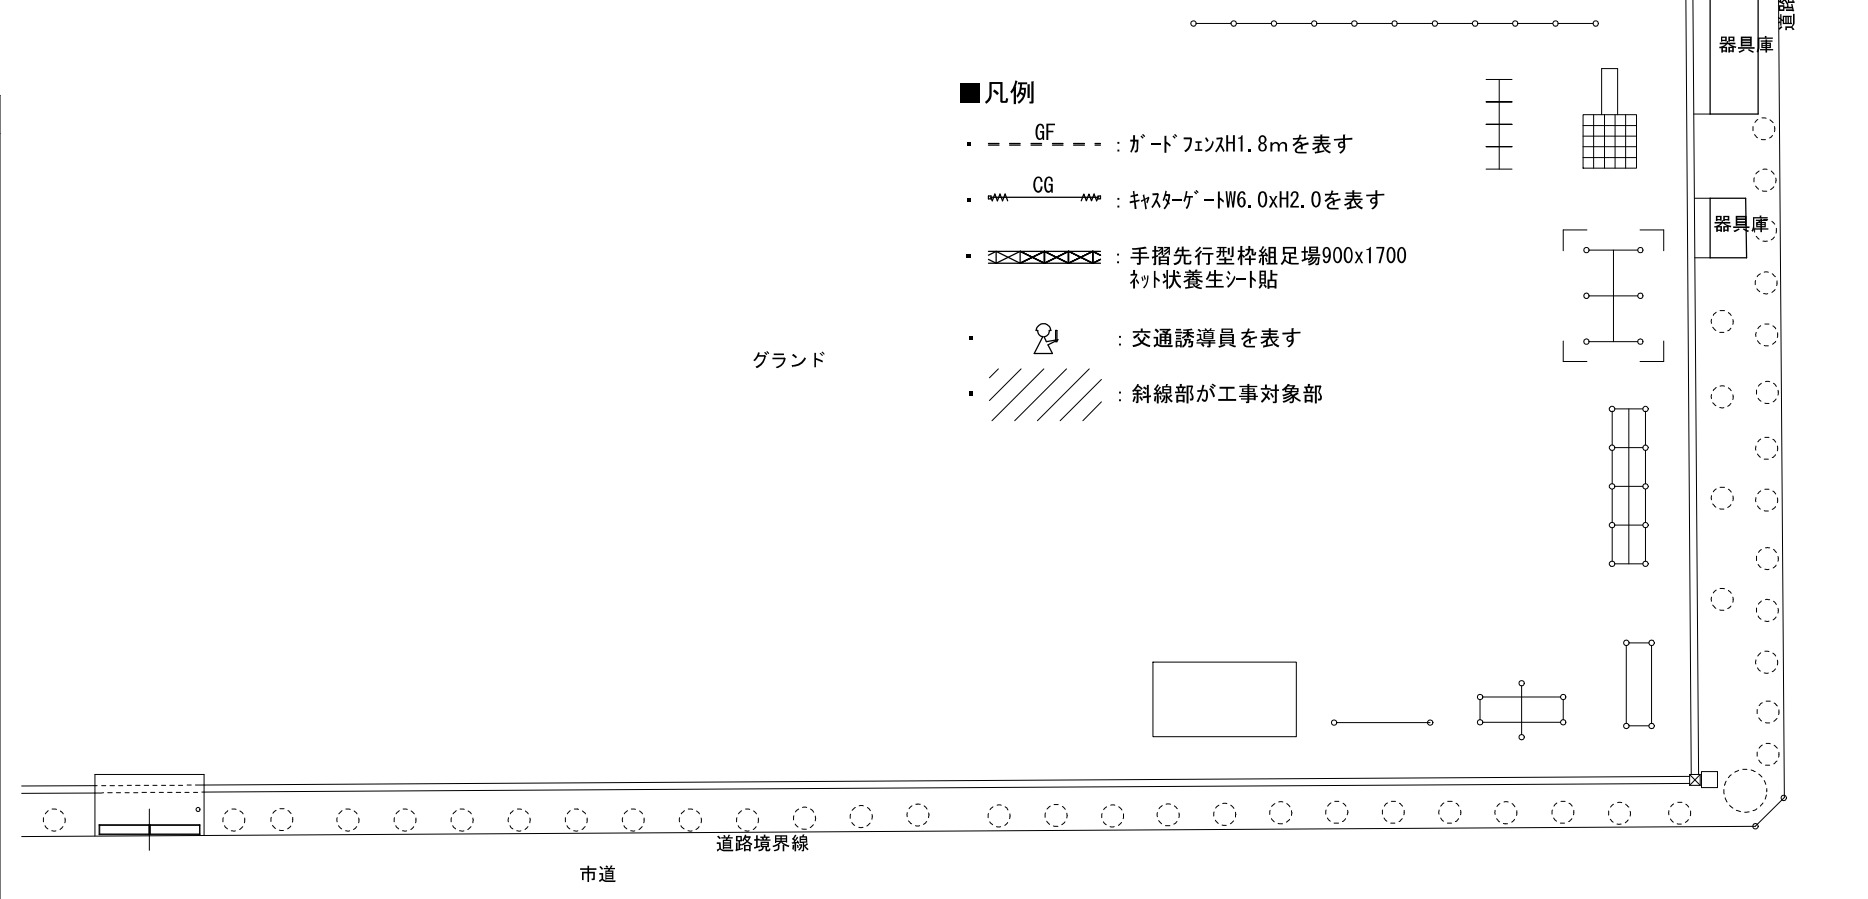 道路
器具庫
■凡例
・ GF : ｶﾞｰﾄﾞﾌｪﾝｽH1.8mを表す
・ CG : ｷｬｽﾀｰｹﾞｰﾄW6.0xH2.0を表す
器具庫
・ : 手摺先行型枠組足場900x1700
ﾈｯﾄ状養生ｼｰﾄ貼
・ : 交通誘導員を表す
グランド
・ : 斜線部が工事対象部
道路境界線
市道